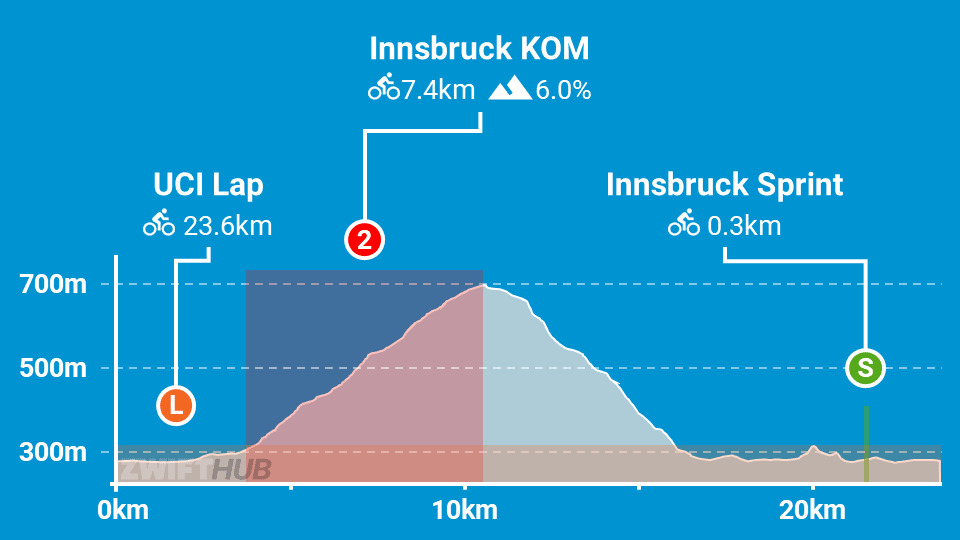 Innsbruck KOM
7.4km 6.0%
UCI Lap
23.6km
Innsbruck Sprint
0.3km
2
700m
500m
S
L
300m
ZWIFTHUB
0km
10km
20km